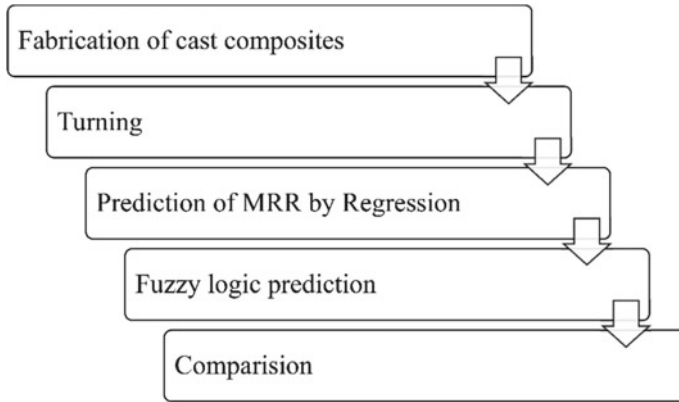 Fabrication of cast composites
Turning
Prediction of MRR by Regression
Fuzzy logic prediction
Comparision